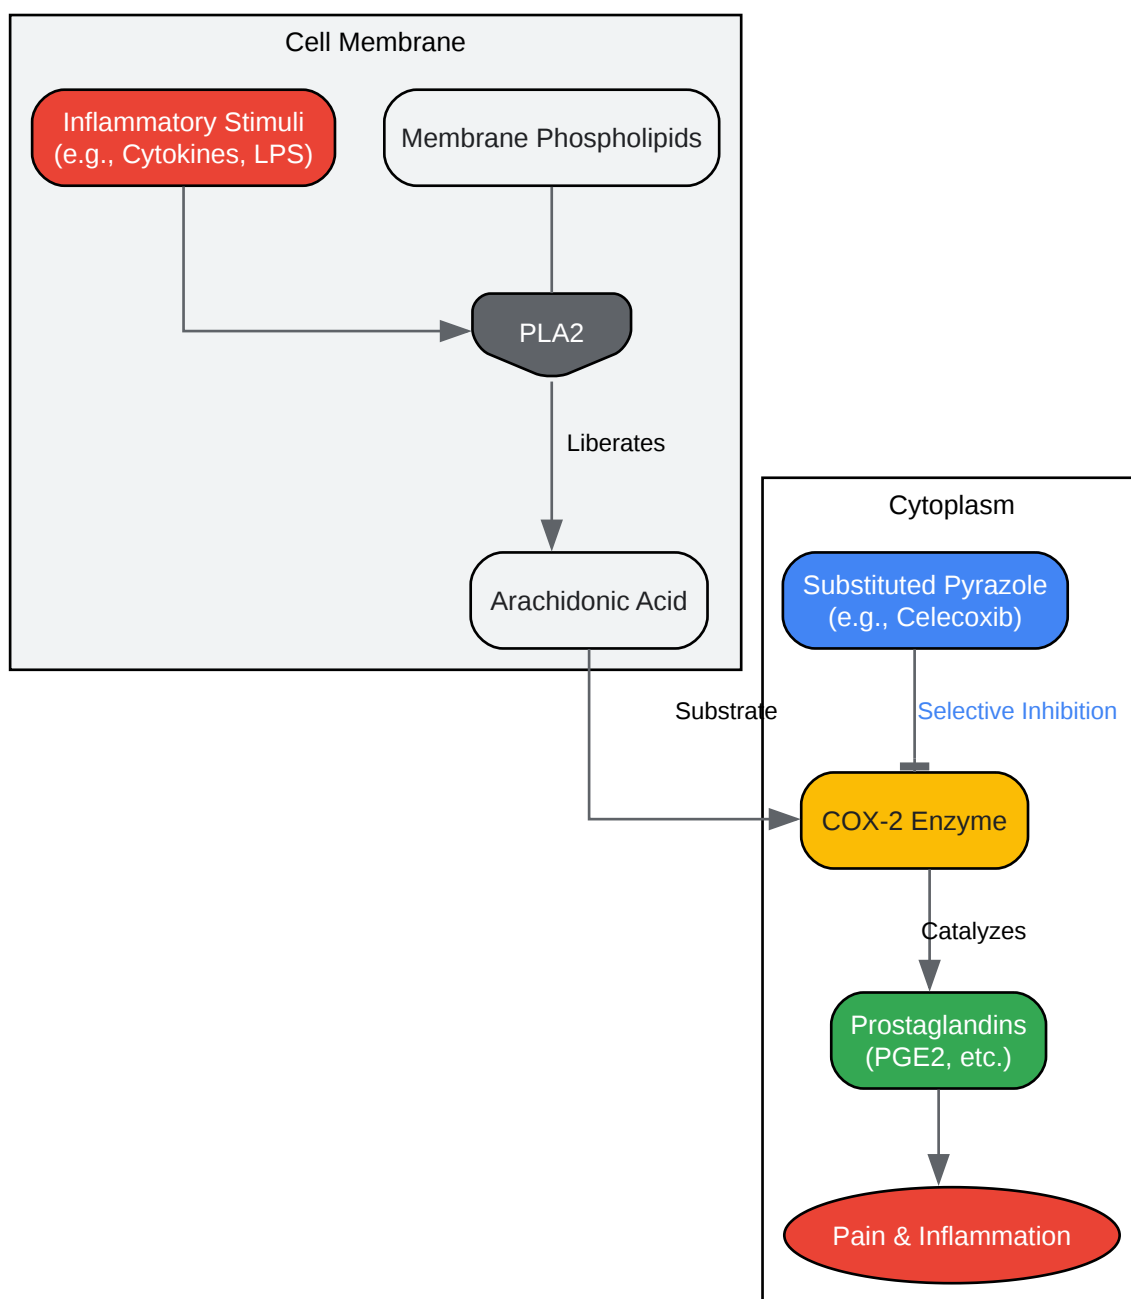 Cell Membrane
Inflammatory Stimuli
(e.g., Cytokines, LPS)
Membrane Phospholipids
PLA2
Liberates
Arachidonic Acid
Cytoplasm
Substituted Pyrazole
(e.g., Celecoxib)
Substrate
Selective Inhibition
COX-2 Enzyme
Catalyzes
Prostaglandins
(PGE2, etc.)
Pain & Inflammation